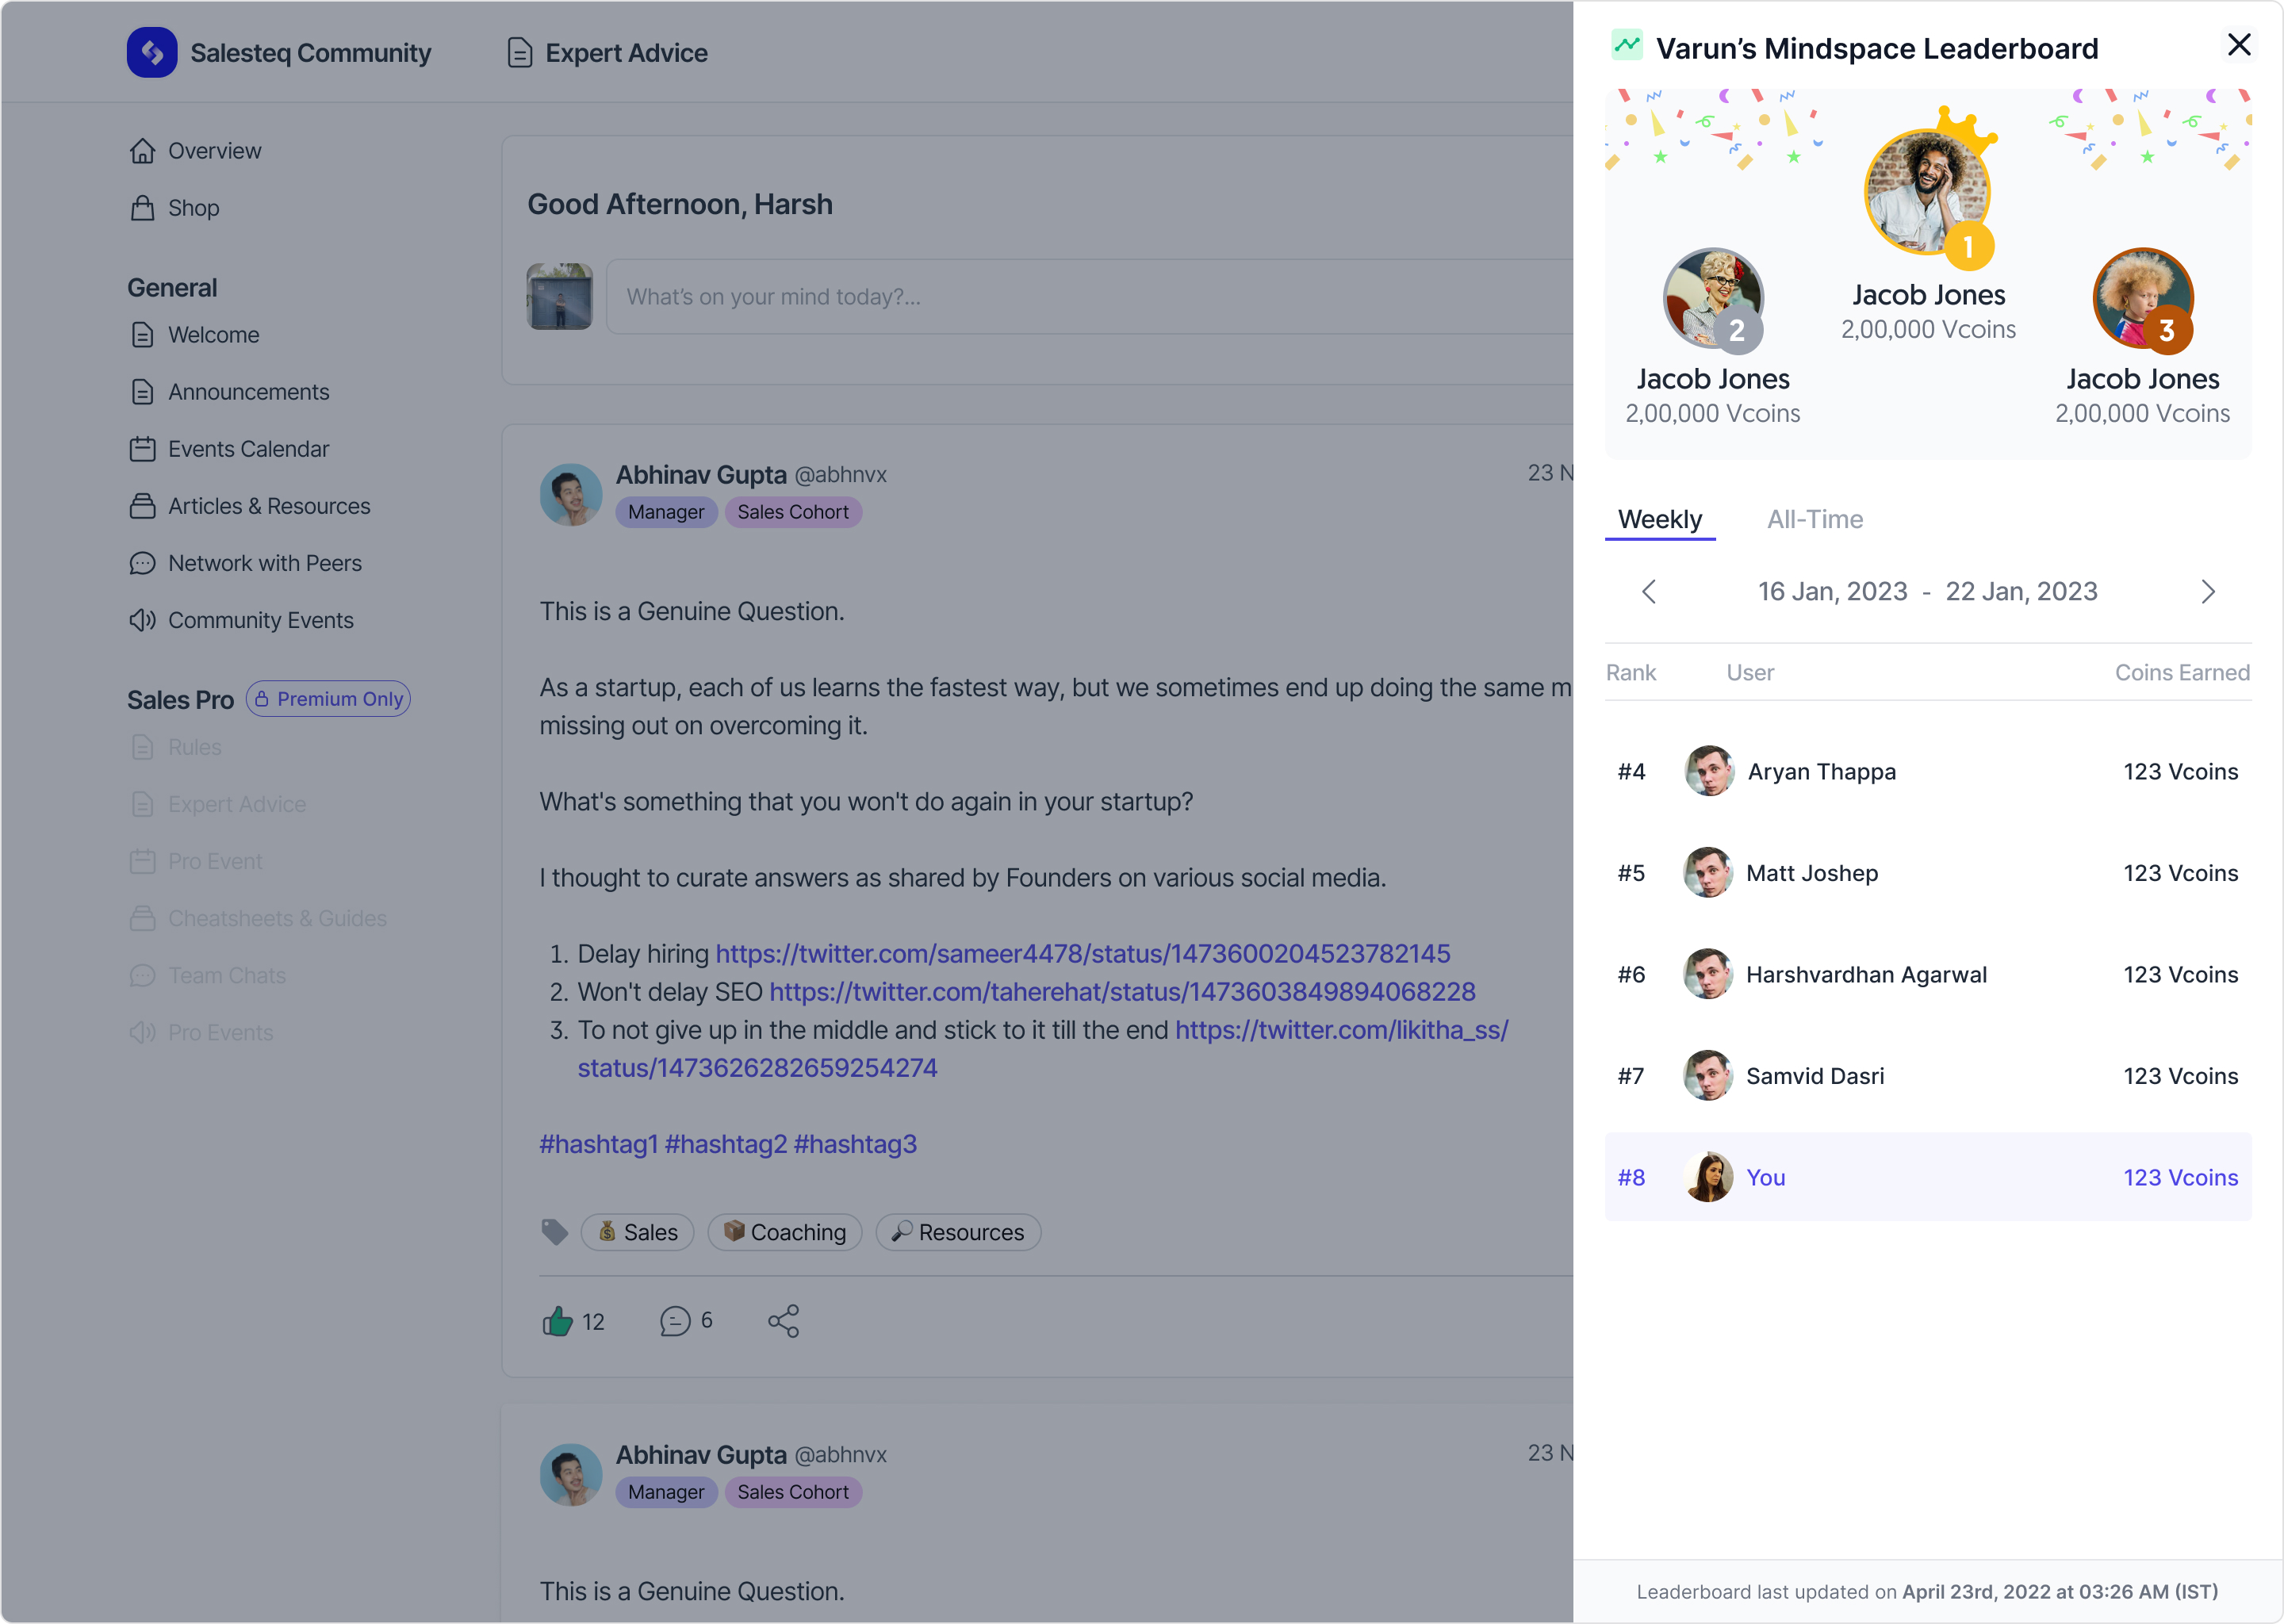 Salesteq Community
Expert Advice
Overview
Shop
General
Welcome
Announcements
Events Calendar
Articles & Resources
Network with Peers
Community Events
Sales Pro
Premium Only
Rules
Expert Advice
Pro Event
Cheatsheets & Guides
Team Chats
Pro Events
Good Afternoon, Harsh
What's on your mind today?...
Abhinav Gupta @abhnvx
23 N
Manager Sales Cohort
This is a Genuine Question.
As a startup, each of us learns the fastest way, but we sometimes end up doing the same m
missing out on overcoming it.
What's something that you won't do again in your startup?
I thought to curate answers as shared by Founders on various social media.
1. Delay hiring https://twitter.com/sameer4478/status/1473600204523782145
2. Won't delay SEO https://twitter.com/taherehat/status/1473603849894068228
3. To not give up in the middle and stick to it till the end https://twitter.com/likitha_ss/
status/1473626282659254274
#hashtag1 #hashtag2 #hashtag3
Sales Coaching Resources
12 6
Abhinav Gupta @abhnvx
23 N
Manager Sales Cohort
This is a Genuine Question.
Varun’s Mindspace Leaderboard
1
Jacob Jones
2,00,000 Vcoins
2
Jacob Jones
2,00,000 Vcoins
3
Jacob Jones
2,00,000 Vcoins
Weekly All-Time
16 Jan, 2023 - 22 Jan, 2023
Rank User Coins Earned
#4 Aryan Thappa 123 Vcoins
#5 Matt Joshep 123 Vcoins
#6 Harshvardhan Agarwal 123 Vcoins
#7 Samvid Dasri 123 Vcoins
#8 You 123 Vcoins
Leaderboard last updated on April 23rd, 2022 at 03:26 AM (IST)